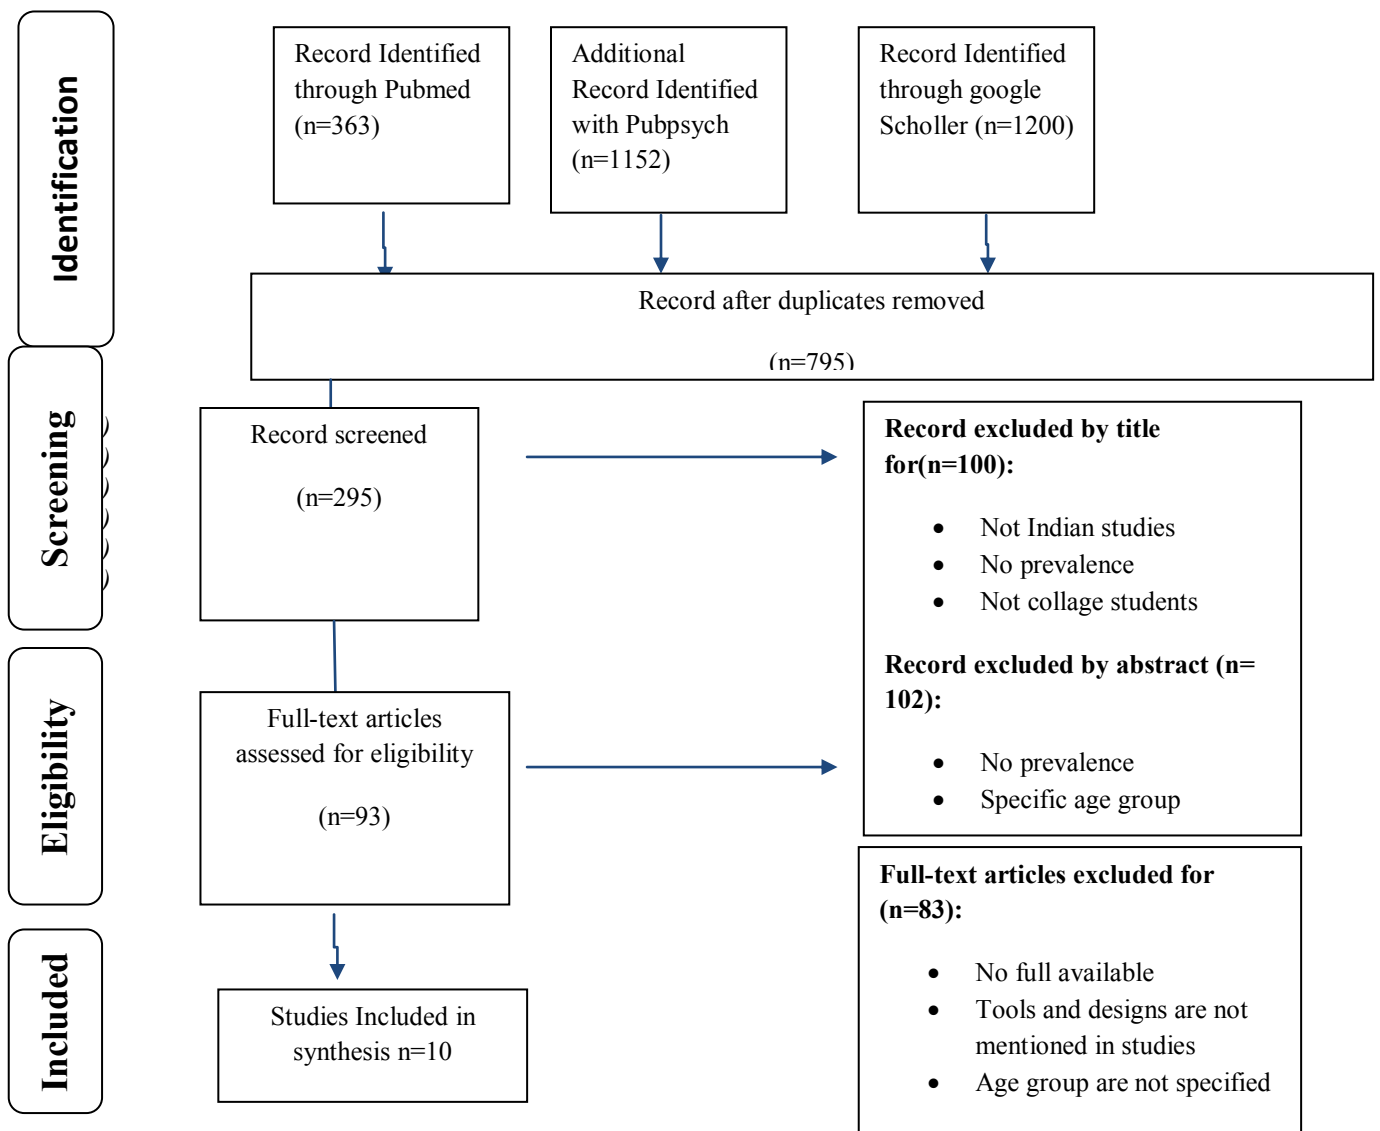 Identification
Record Identified
through Pubmed
(n=363)
Additional
Record Identified
with Pubpsych
(n=1152)
Record Identified
through google
Scholler (n=1200)
Record after duplicates removed
(n=795)
Screening
Record screened
(n=295)
Record excluded by title
for(n=100):
• Not Indian studies
• No prevalence
• Not collage students
Record excluded by abstract (n=
102):
• No prevalence
• Specific age group
Eligibility
Full-text articles
assessed for eligibility
(n=93)
Full-text articles excluded for
(n=83):
• No full available
• Tools and designs are not
mentioned in studies
• Age group are not specified
Included
Studies Included in
synthesis n=10